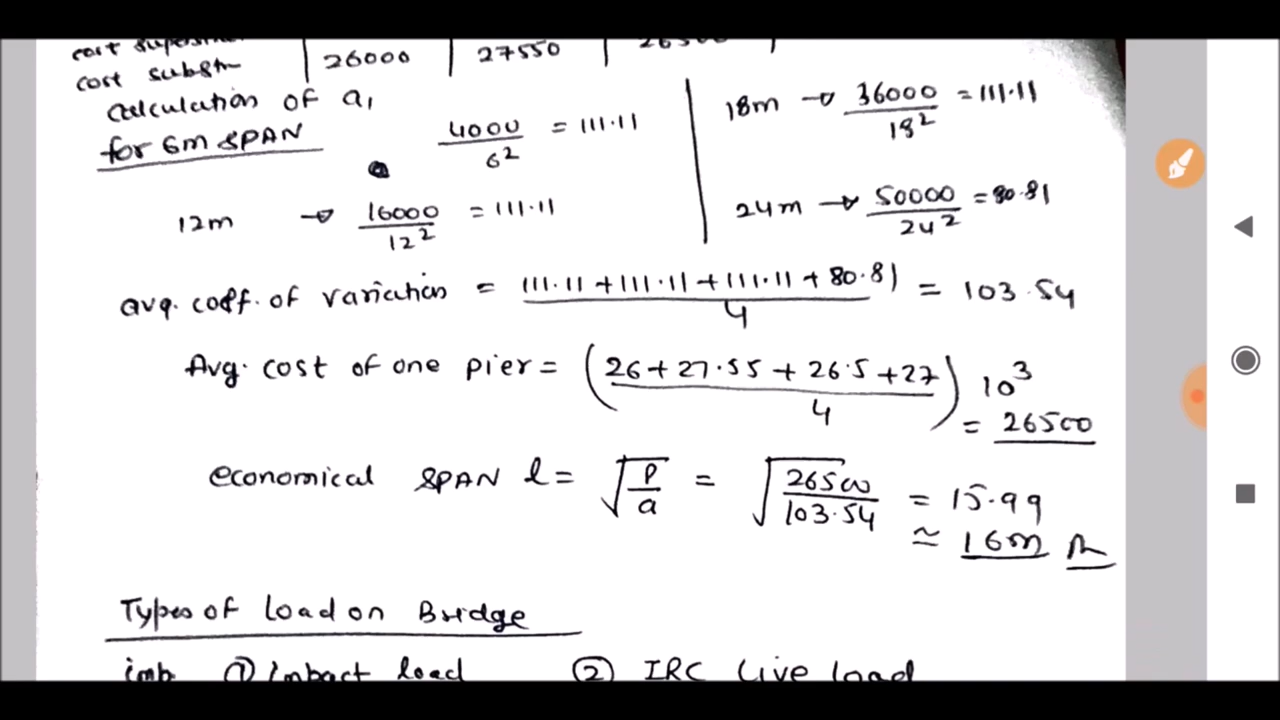 cost
cost substr 26000 27550
Calculation of a,
for 6m SPAN 4000/6² = 111.11
12m → 16000/12² = 111.11
18m → 36000/18² = 111.11
24m → 50000/24² = 80.81
avg. coff. of variation = (111.11 + 111.11 + 111.11 + 80.81)/4 = 103.54
Avg. cost of one pier = ((26 + 27.55 + 26.5 + 27)/4) 10³
= 26500
economical SPAN l = √(P/a) = √(26500/103.54) = 15.99
≃ 16m
Types of load on Bridge
imp ① impact load ② IRC Live load